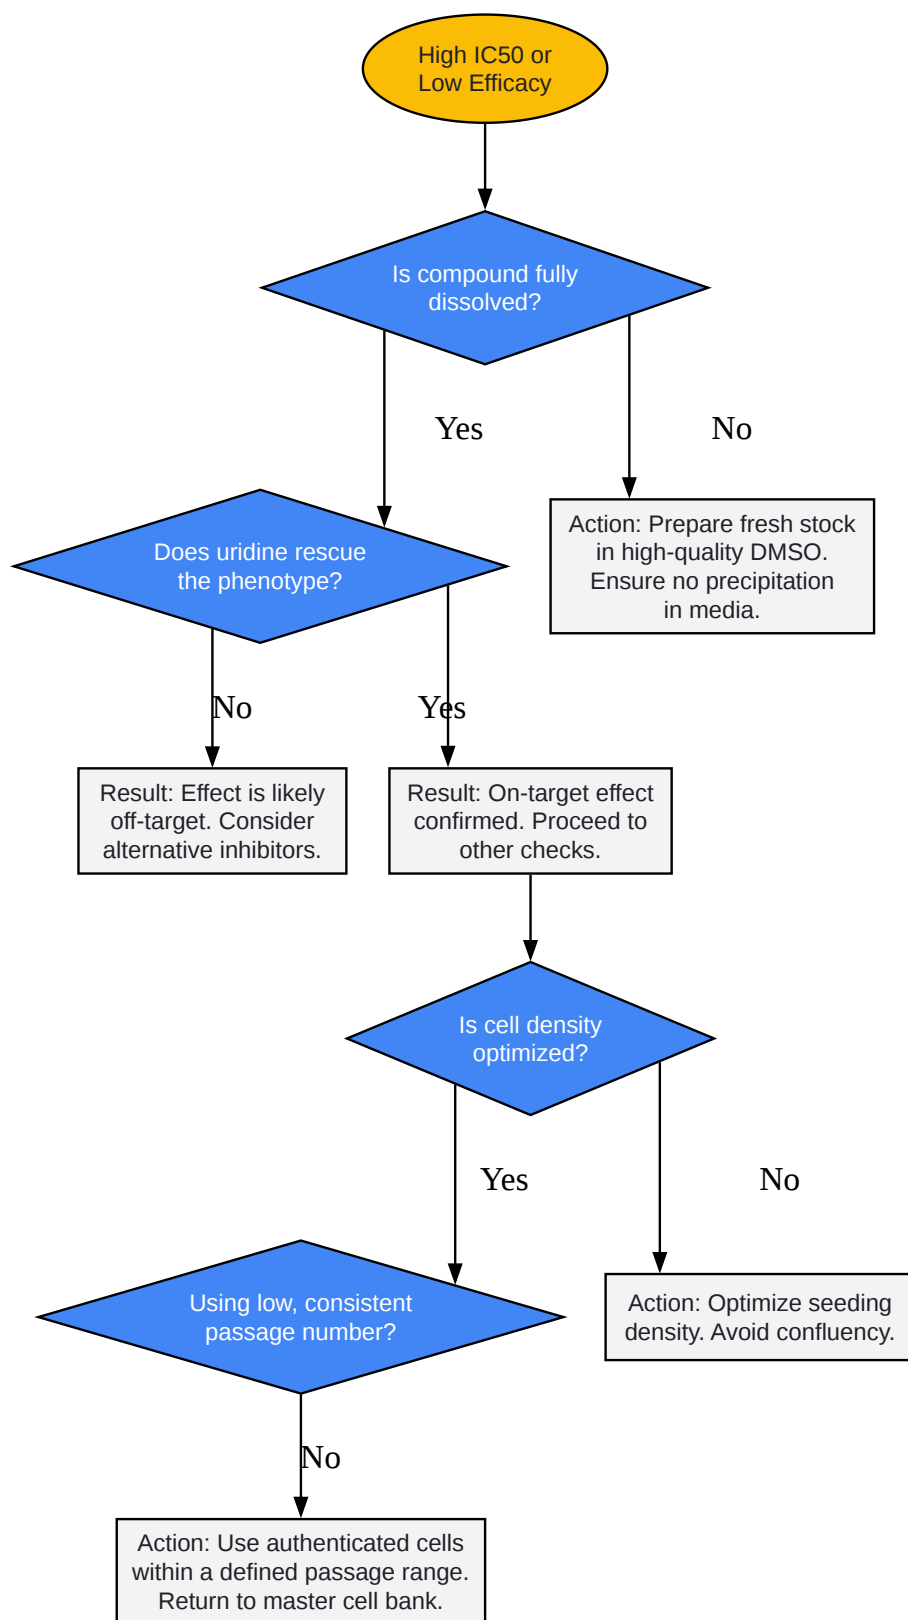 High IC50 or
Low Efficacy
Is compound fully
dissolved?
Yes
No
Does uridine rescue
the phenotype?
Action: Prepare fresh stock
in high-quality DMSO.
Ensure no precipitation
in media.
No
Yes
Result: Effect is likely
off-target. Consider
alternative inhibitors.
Result: On-target effect
confirmed. Proceed to
other checks.
Is cell density
optimized?
Yes
No
Using low, consistent
passage number?
Action: Optimize seeding
density. Avoid confluency.
No
Action: Use authenticated cells
within a defined passage range.
Return to master cell bank.